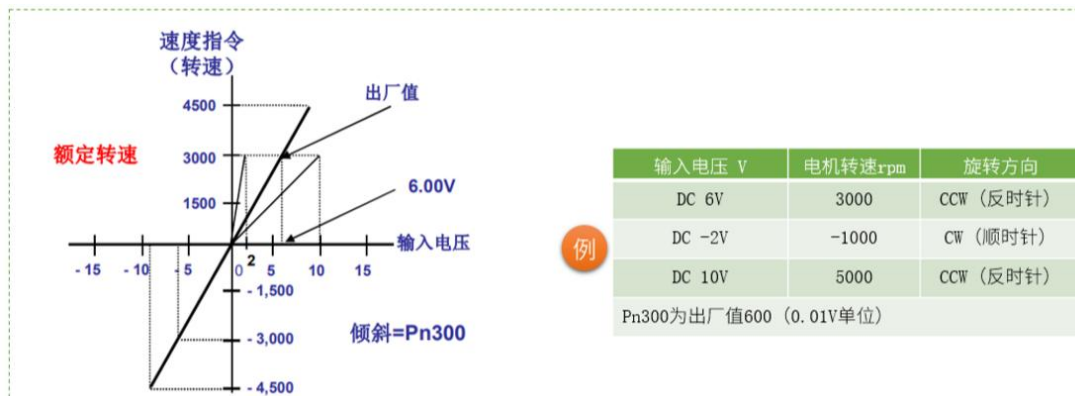 速度指令
（转速）
4500
出厂值
额定转速
3000
6.00V
1500
输入电压
- 15
- 10
- 5
0
2
5
10
15
- 1,500
倾斜=Pn300
- 3,000
- 4,500
例
输入电压 V 电机转速rpm 旋转方向
DC 6V 3000 CCW（反时针）
DC -2V -1000 CW（顺时针）
DC 10V 5000 CCW（反时针）
Pn300为出厂值600（0.01V单位）